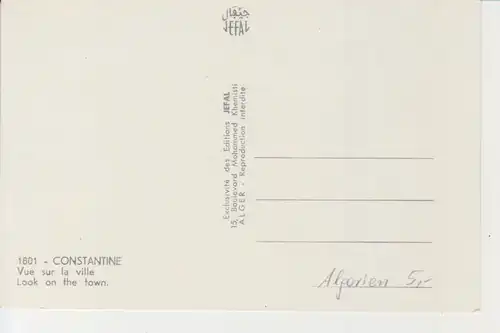 جيفال
JEFAL
Exclusivité des Editions JEFAL
15, Boulevard Mohammed Khemisti
ALGER - Reproduction interdite
1801 - CONSTANTINE
Vue sur la ville
Look on the town.
Algerien 5,-